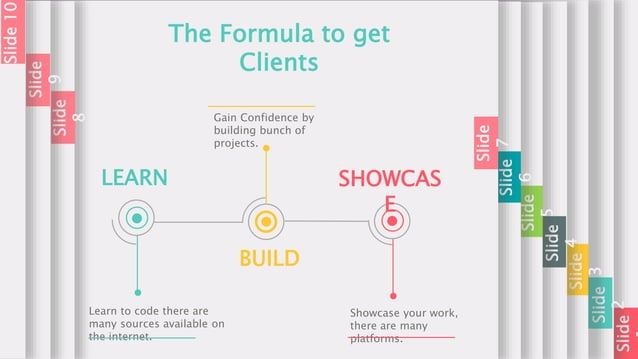 The Formula to get
Clients
Gain Confidence by
building bunch of
projects.
LEARN
SHOWCAS
E
BUILD
Learn to code there are
many sources available on
the internet.
Showcase your work,
there are many
platforms.
Slide 10
Slide
9
Slide
8
Slide
7
Slide
6
Slide
5
Slide
4
Slide
3
Slide
2